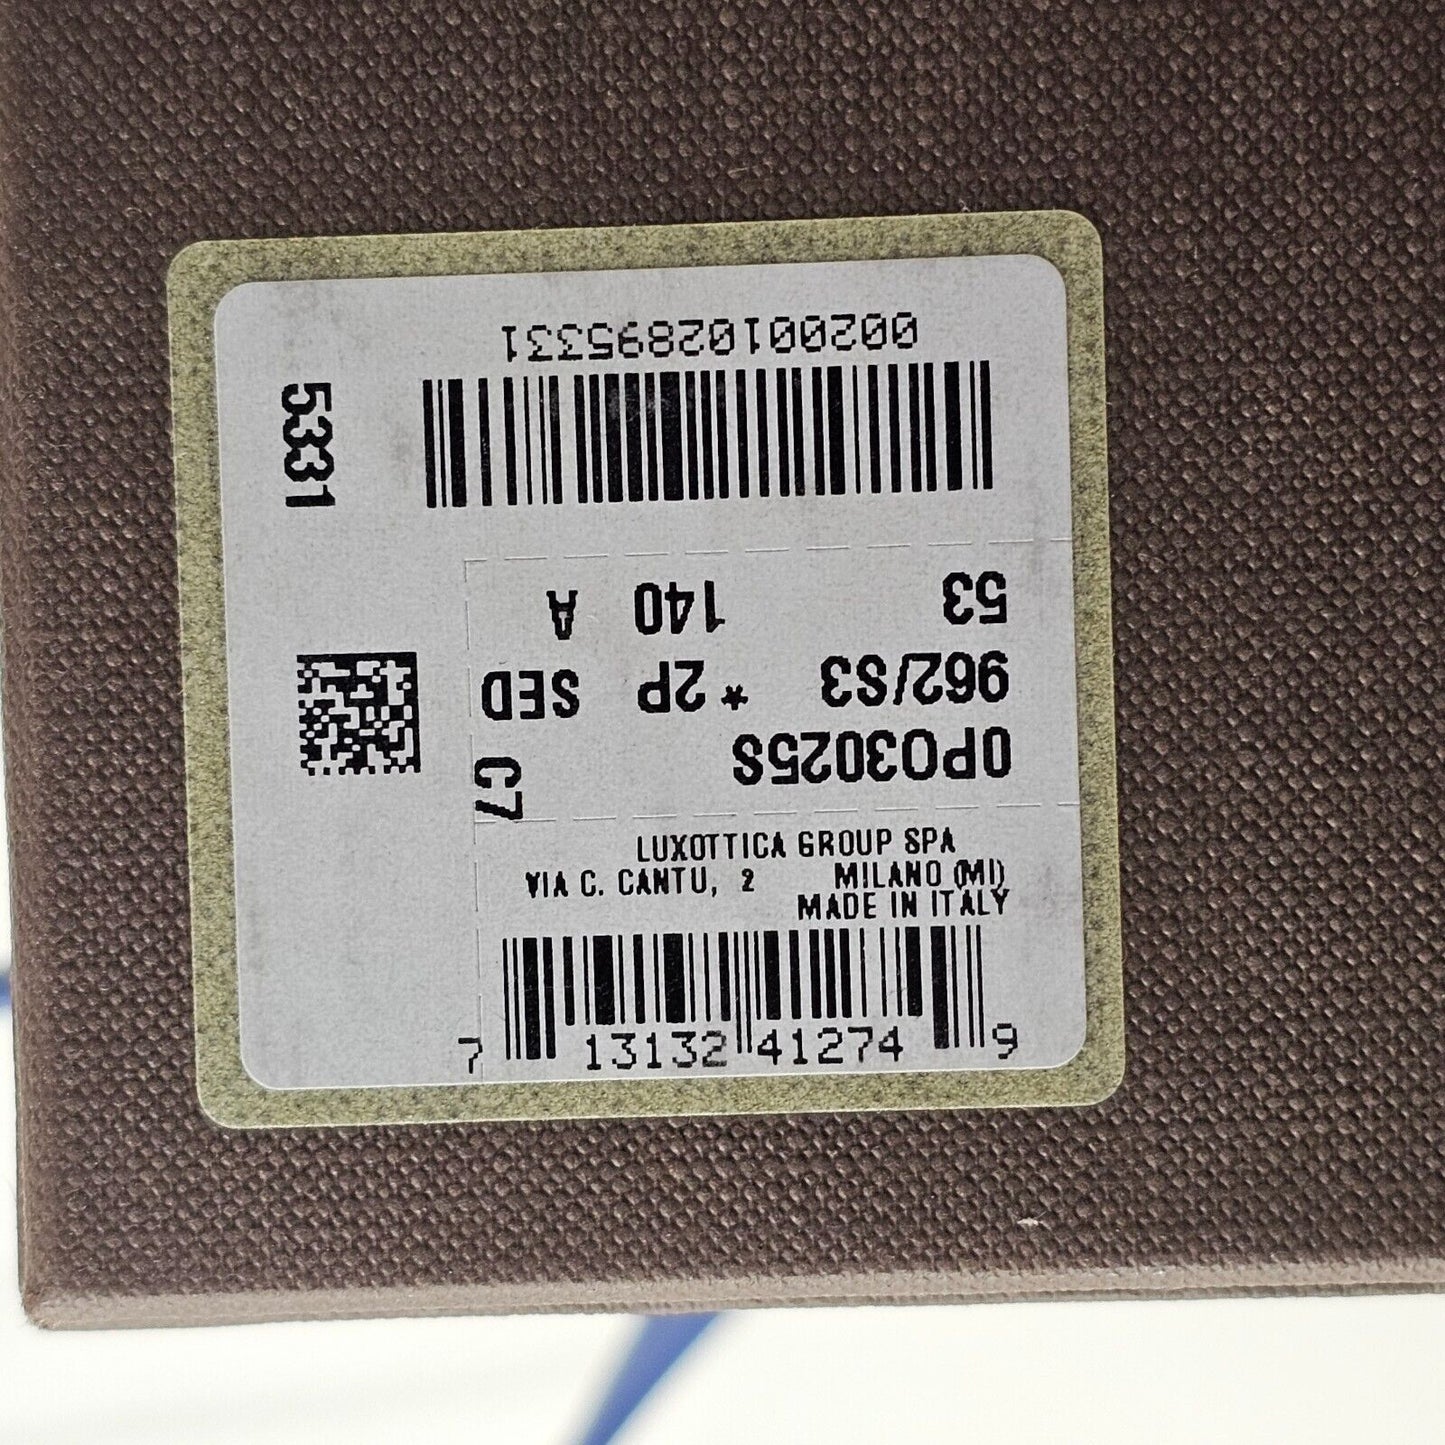 00200102895331
5331
53 140 A
962/S3 * 2P SED
0PO3025S
C7
LUXOTTICA GROUP SPA
VIA C. CANTU, 2 MILANO (MI)
MADE IN ITALY
7 13132 41274 9